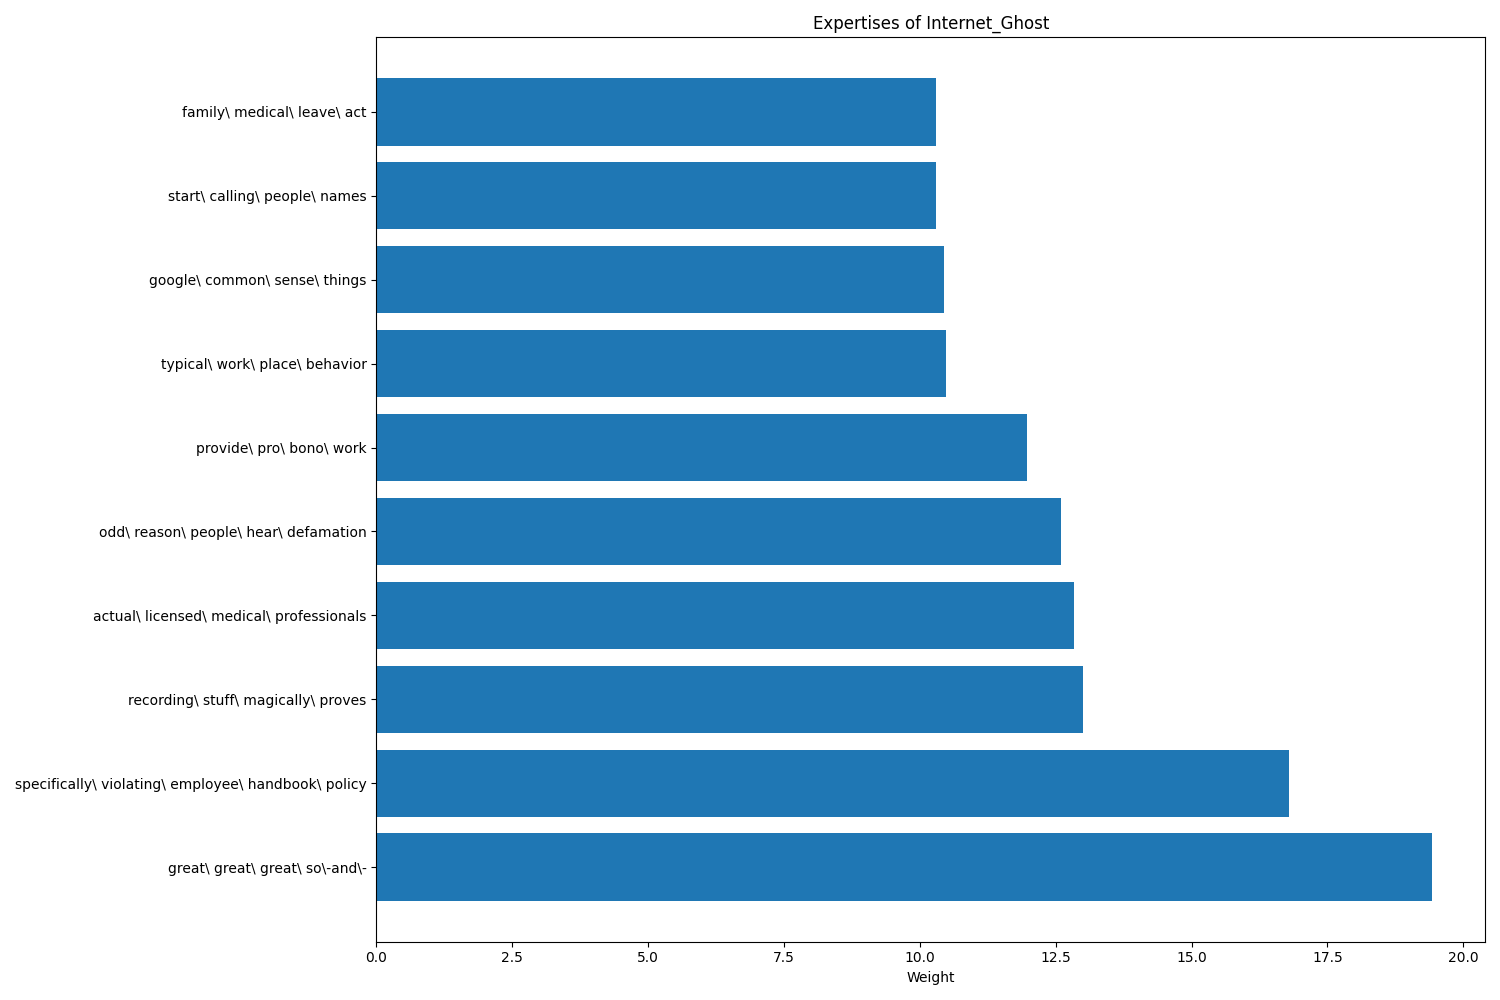 Expertises of Internet_Ghost
family\ medical\ leave\ act
start\ calling\ people\ names
google\ common\ sense\ things
typical\ work\ place\ behavior
provide\ pro\ bono\ work
odd\ reason\ people\ hear\ defamation
actual\ licensed\ medical\ professionals
recording\ stuff\ magically\ proves
specifically\ violating\ employee\ handbook\ policy
great\ great\ great\ so\-and\-
0.0 2.5 5.0 7.5 10.0 12.5 15.0 17.5 20.0
Weight